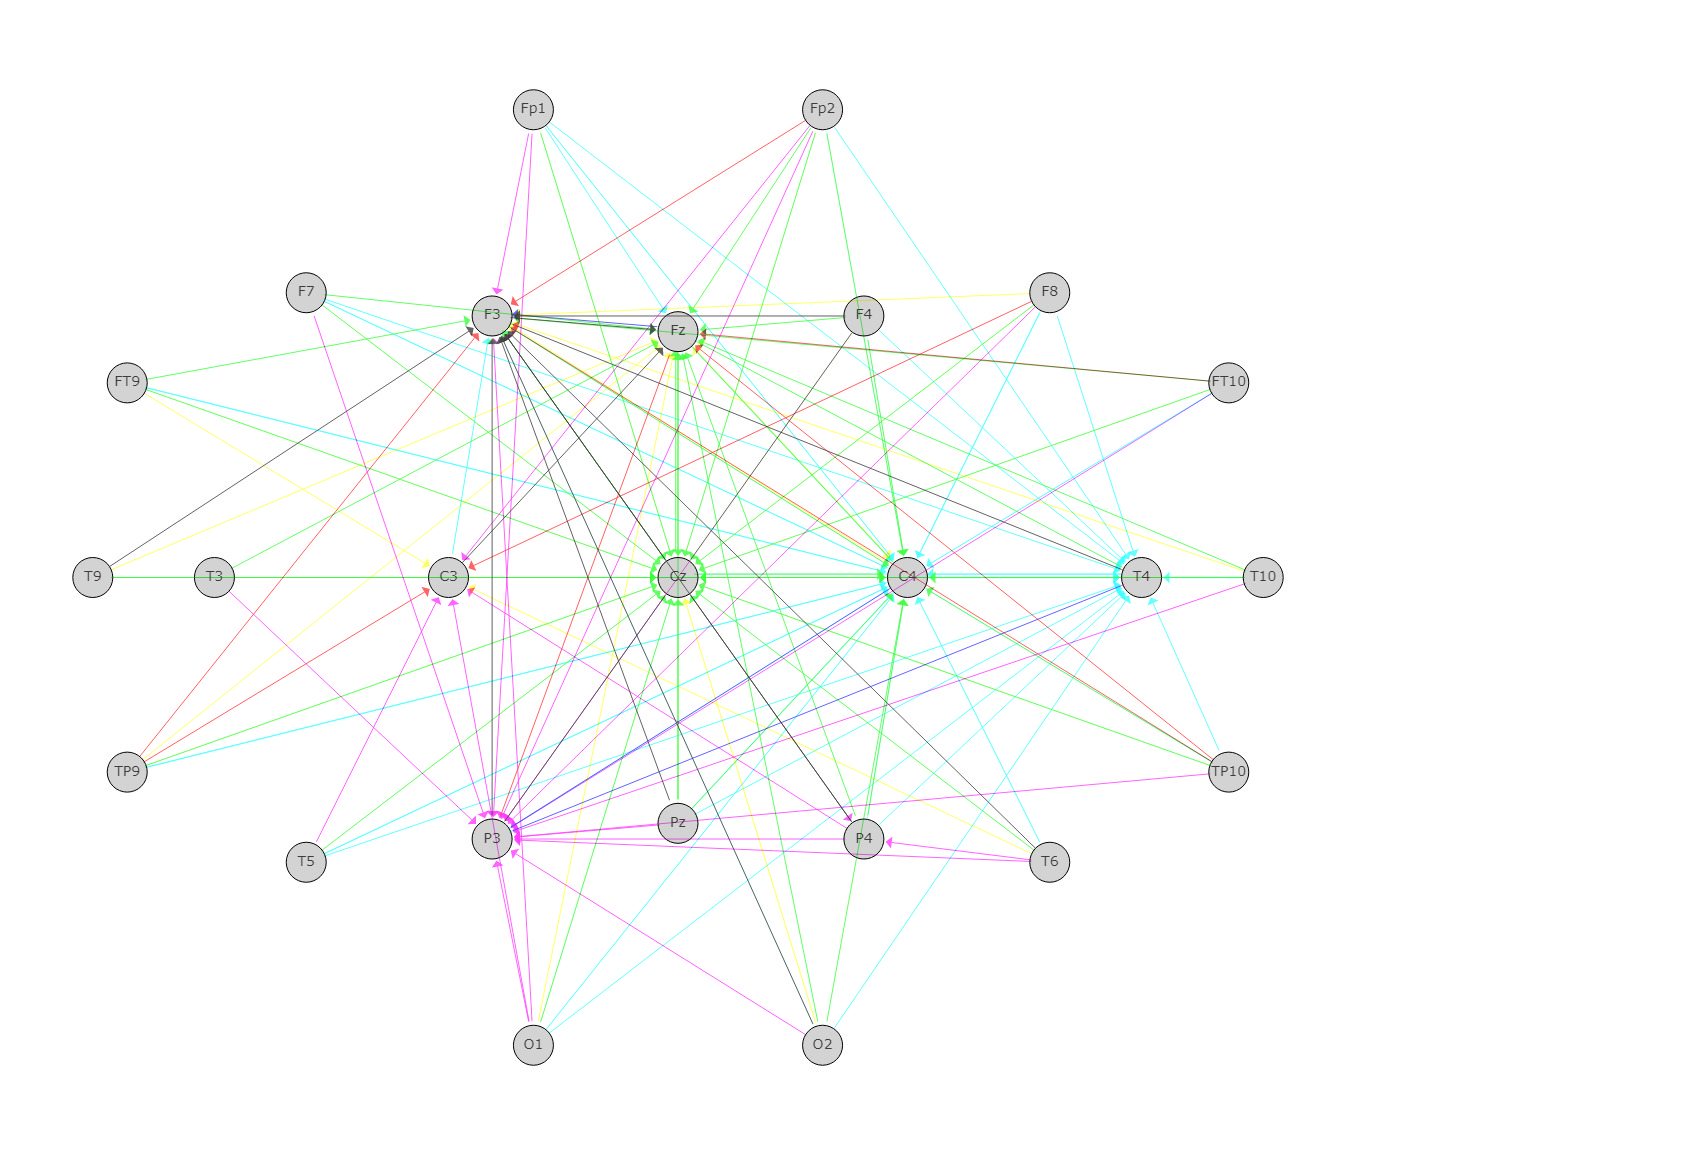 Fp1 Fp2
F7 F3 Fz F4 F8
FT9 FT10
T9 T3 C3 Cz C4 T4 T10
TP9 TP10
T5 P3 Pz P4 T6
O1 O2